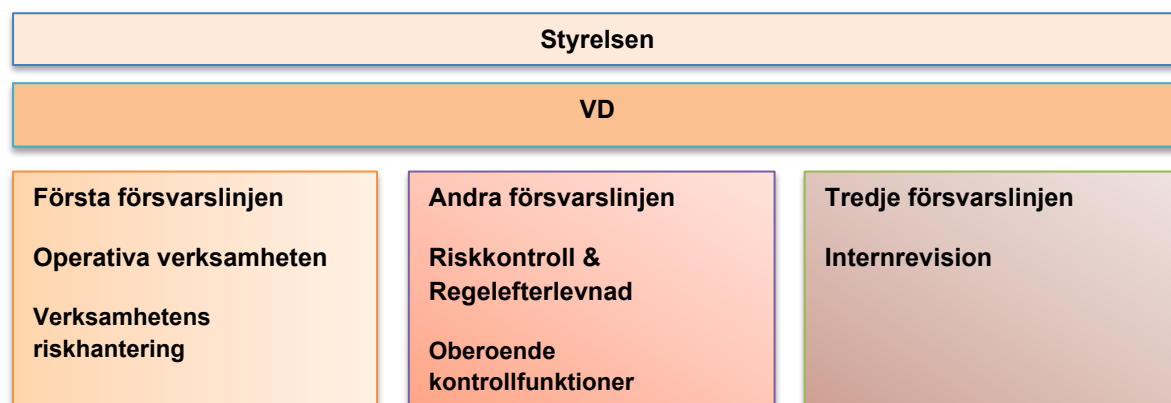 Styrelsen
VD
Första försvarslinjen
Operativa verksamheten
Verksamhetens
riskhantering
Andra försvarslinjen
Riskkontroll &
Regelefterlevnad
Oberoende
kontrollfunktioner
Tredje försvarslinjen
Internrevision